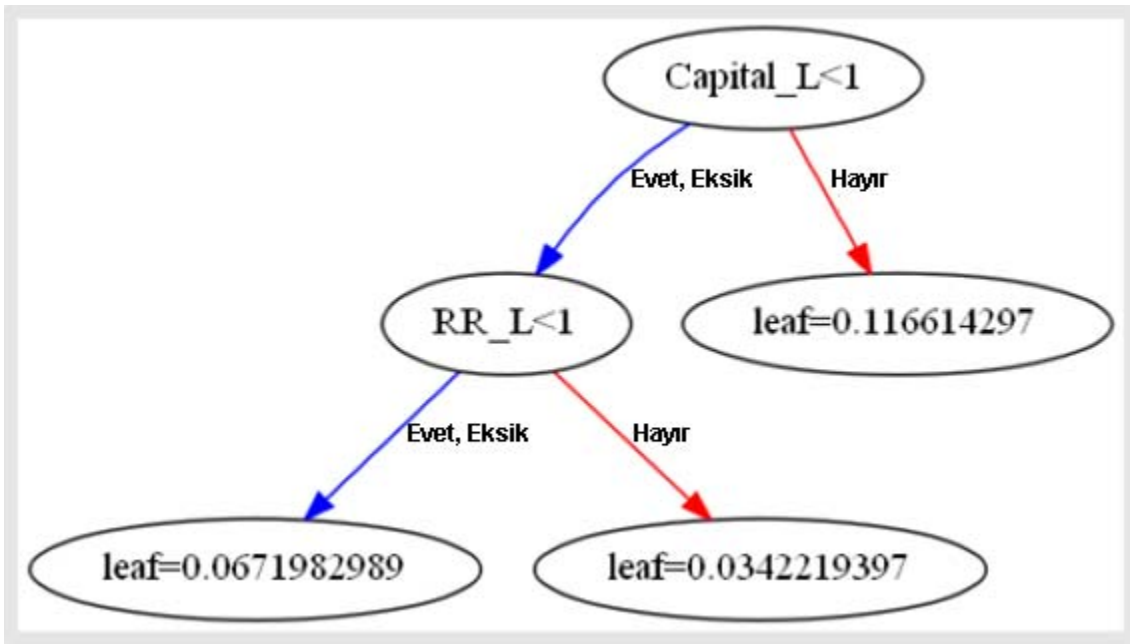 Capital_L<1
Evet, Eksik
Hayır
RR_L<1
leaf=0.116614297
Evet, Eksik
Hayır
leaf=0.0671982989
leaf=0.0342219397